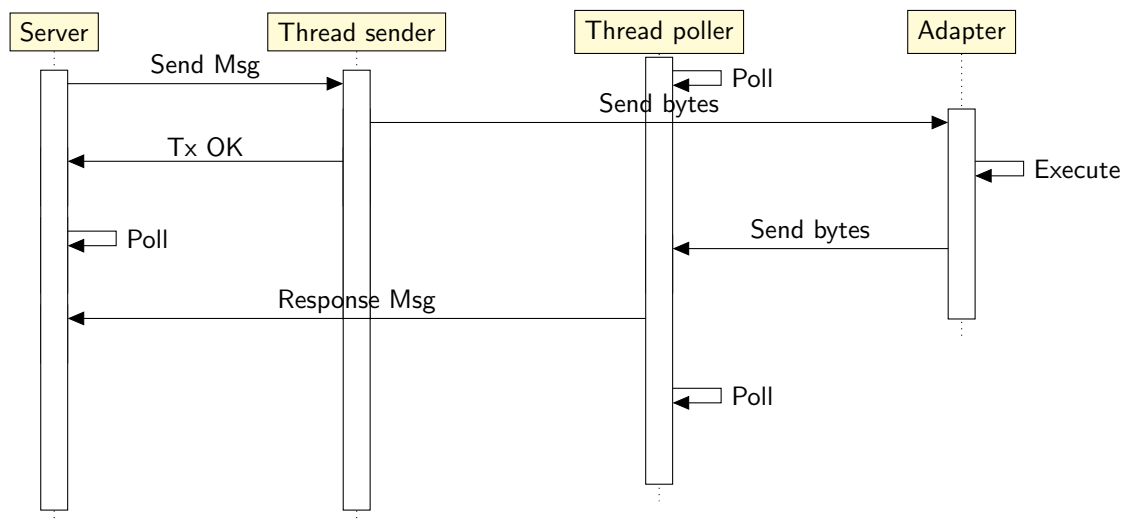 Server
Thread sender
Thread poller
Adapter
Send Msg
Poll
Send bytes
Tx OK
Execute
Poll
Send bytes
Response Msg
Poll